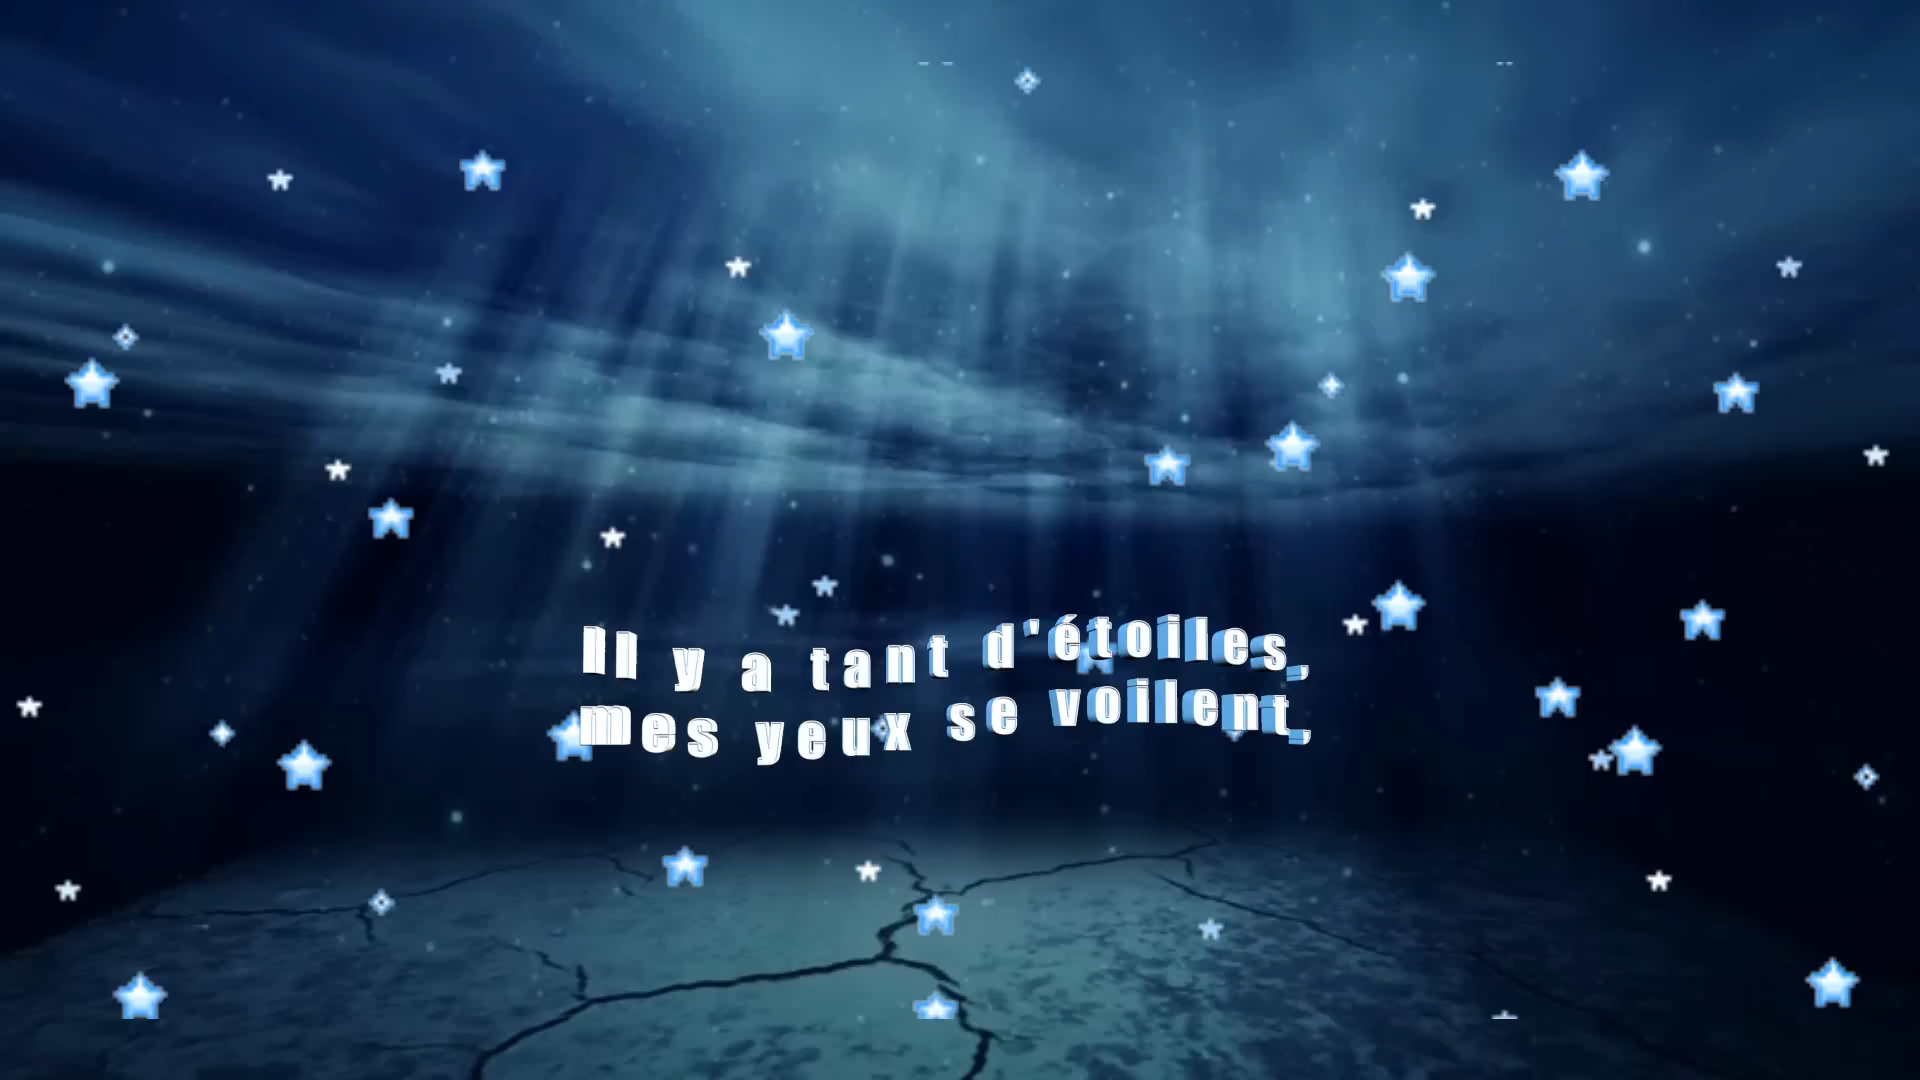 Il y a tant d'étoiles,
mes yeux se voilent,